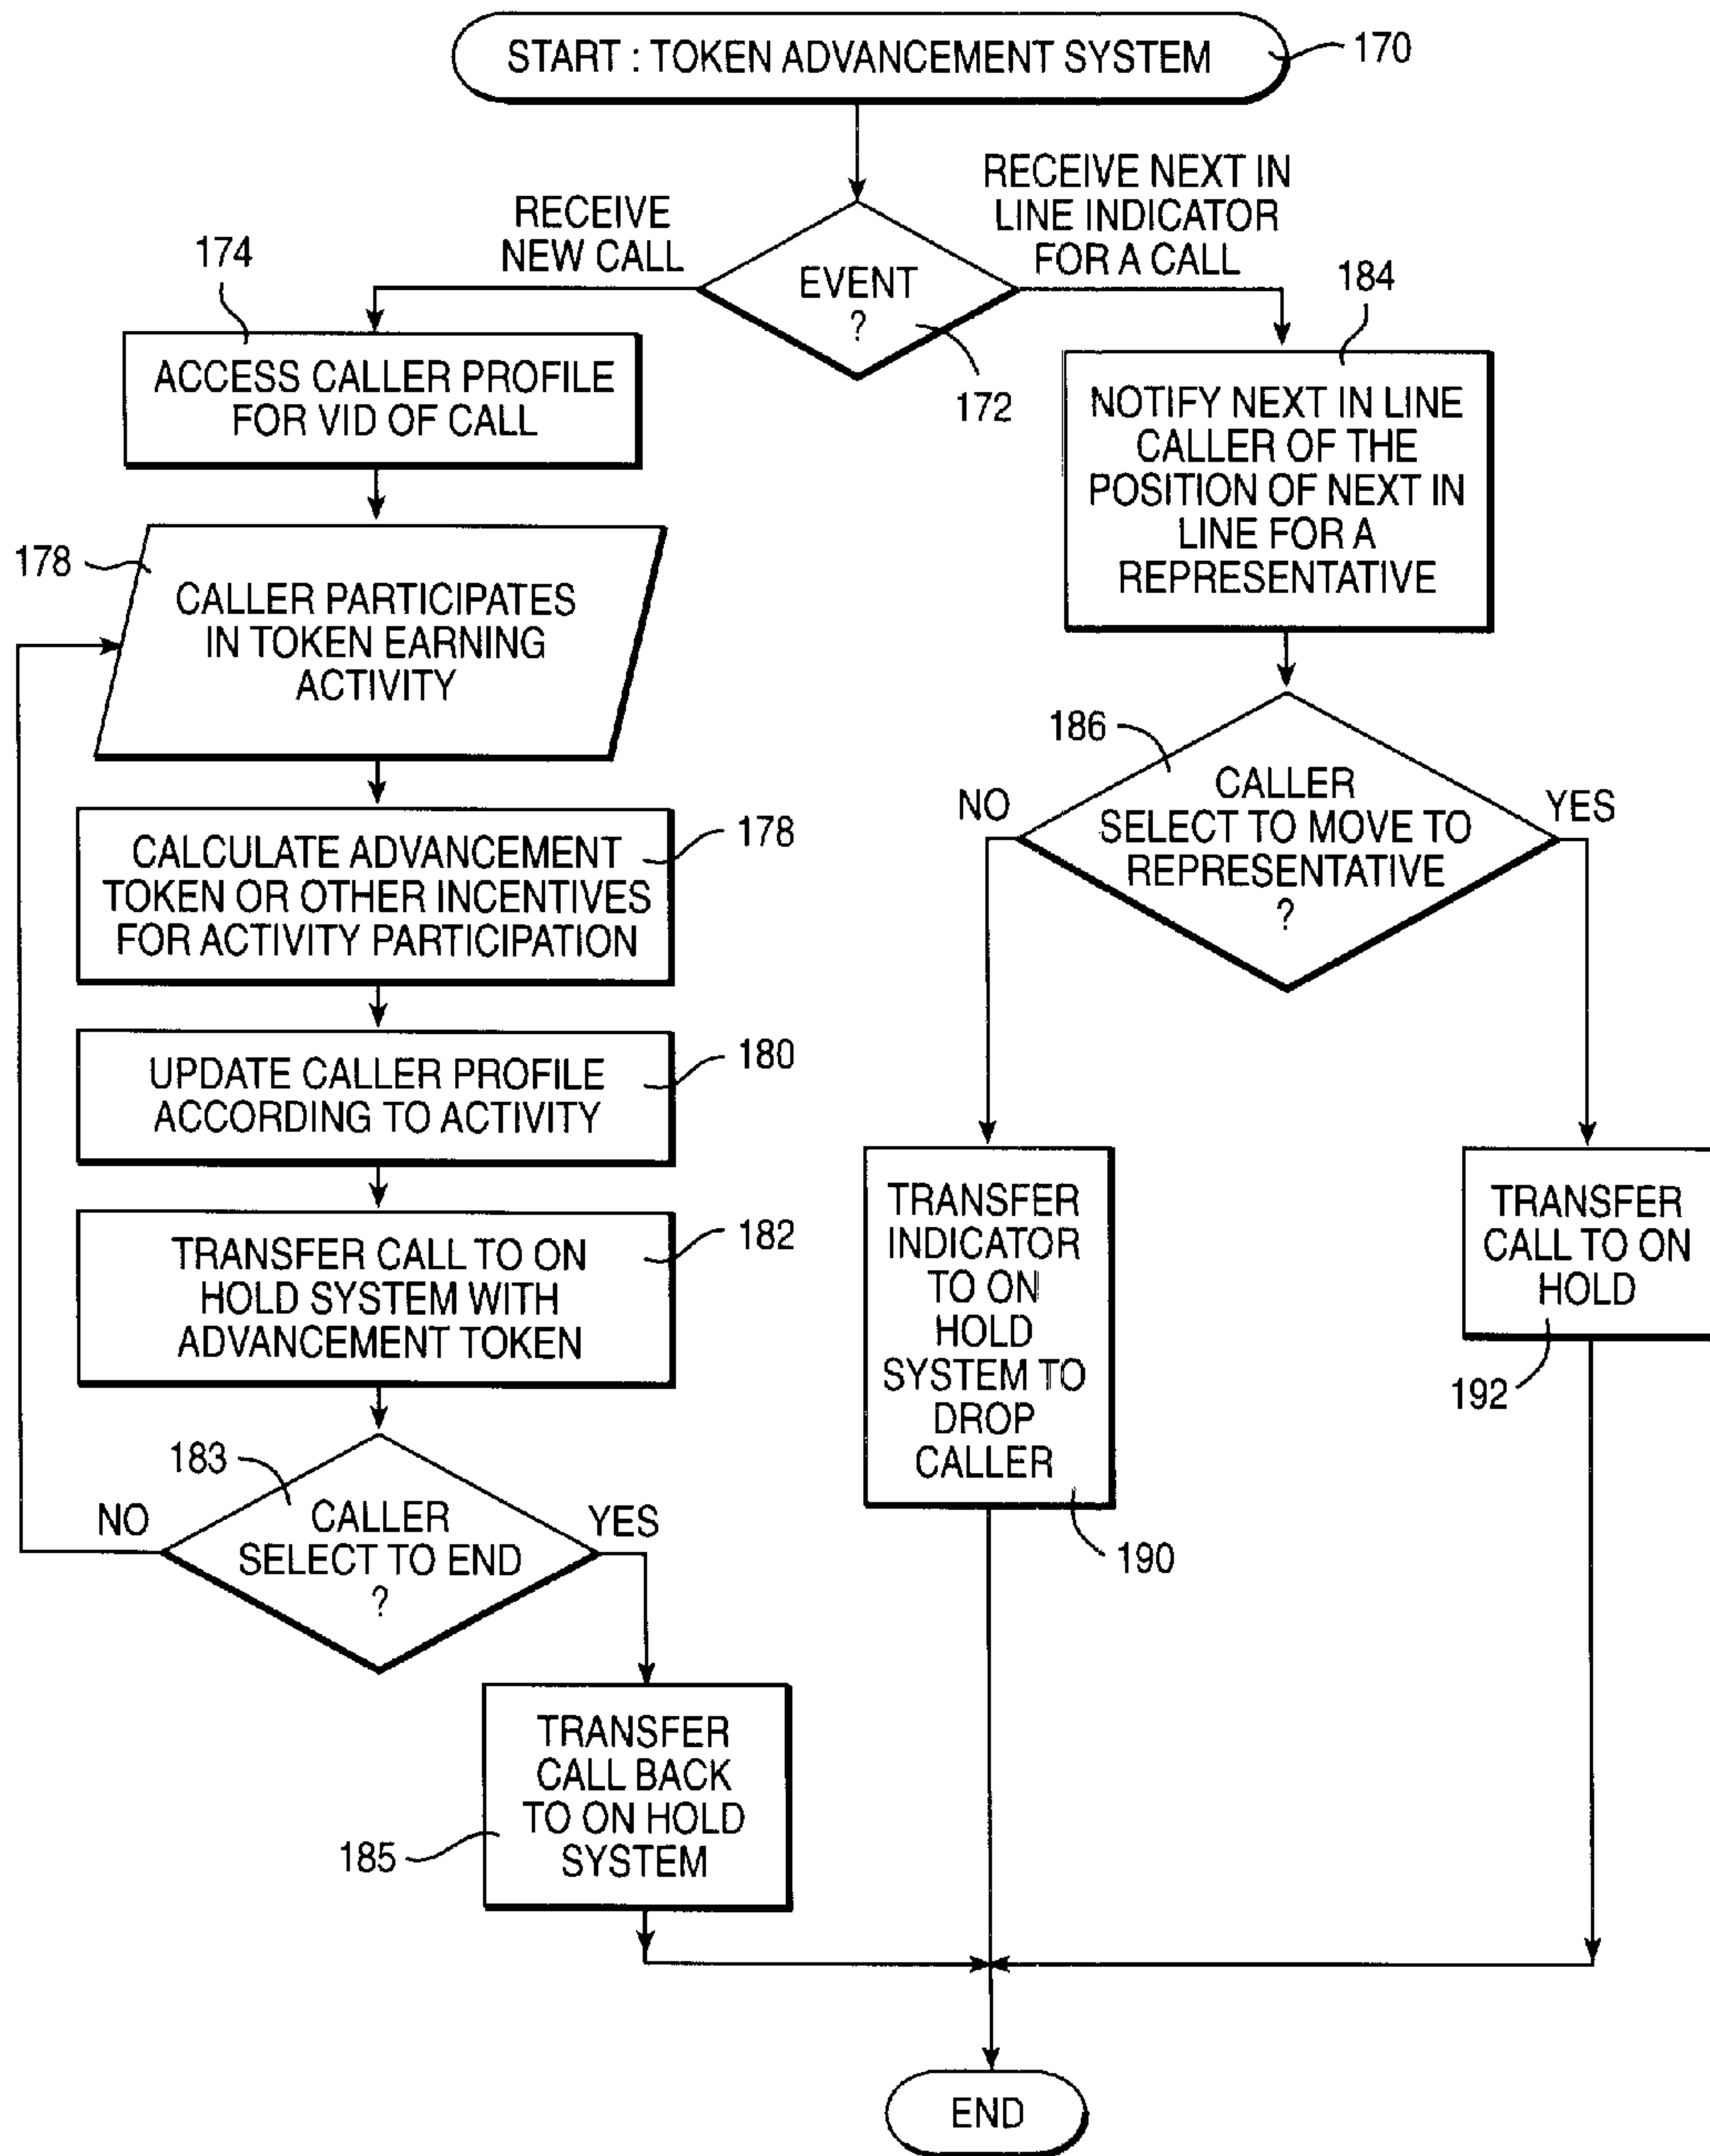 START : TOKEN ADVANCEMENT SYSTEM
170
RECEIVE
NEW CALL
RECEIVE NEXT IN
LINE INDICATOR
FOR A CALL
EVENT
?
172
174
ACCESS CALLER PROFILE
FOR VID OF CALL
184
NOTIFY NEXT IN LINE
CALLER OF THE
POSITION OF NEXT IN
LINE FOR A
REPRESENTATIVE
178
CALLER PARTICIPATES
IN TOKEN EARNING
ACTIVITY
186
CALLER
SELECT TO MOVE TO
REPRESENTATIVE
?
NO
YES
178
CALCULATE ADVANCEMENT
TOKEN OR OTHER INCENTIVES
FOR ACTIVITY PARTICIPATION
180
UPDATE CALLER PROFILE
ACCORDING TO ACTIVITY
182
TRANSFER CALL TO ON
HOLD SYSTEM WITH
ADVANCEMENT TOKEN
TRANSFER
INDICATOR
TO ON
HOLD
SYSTEM TO
DROP
CALLER
190
TRANSFER
CALL TO ON
HOLD
192
183
NO
CALLER
SELECT TO END
?
YES
TRANSFER
CALL BACK
TO ON HOLD
SYSTEM
185
END